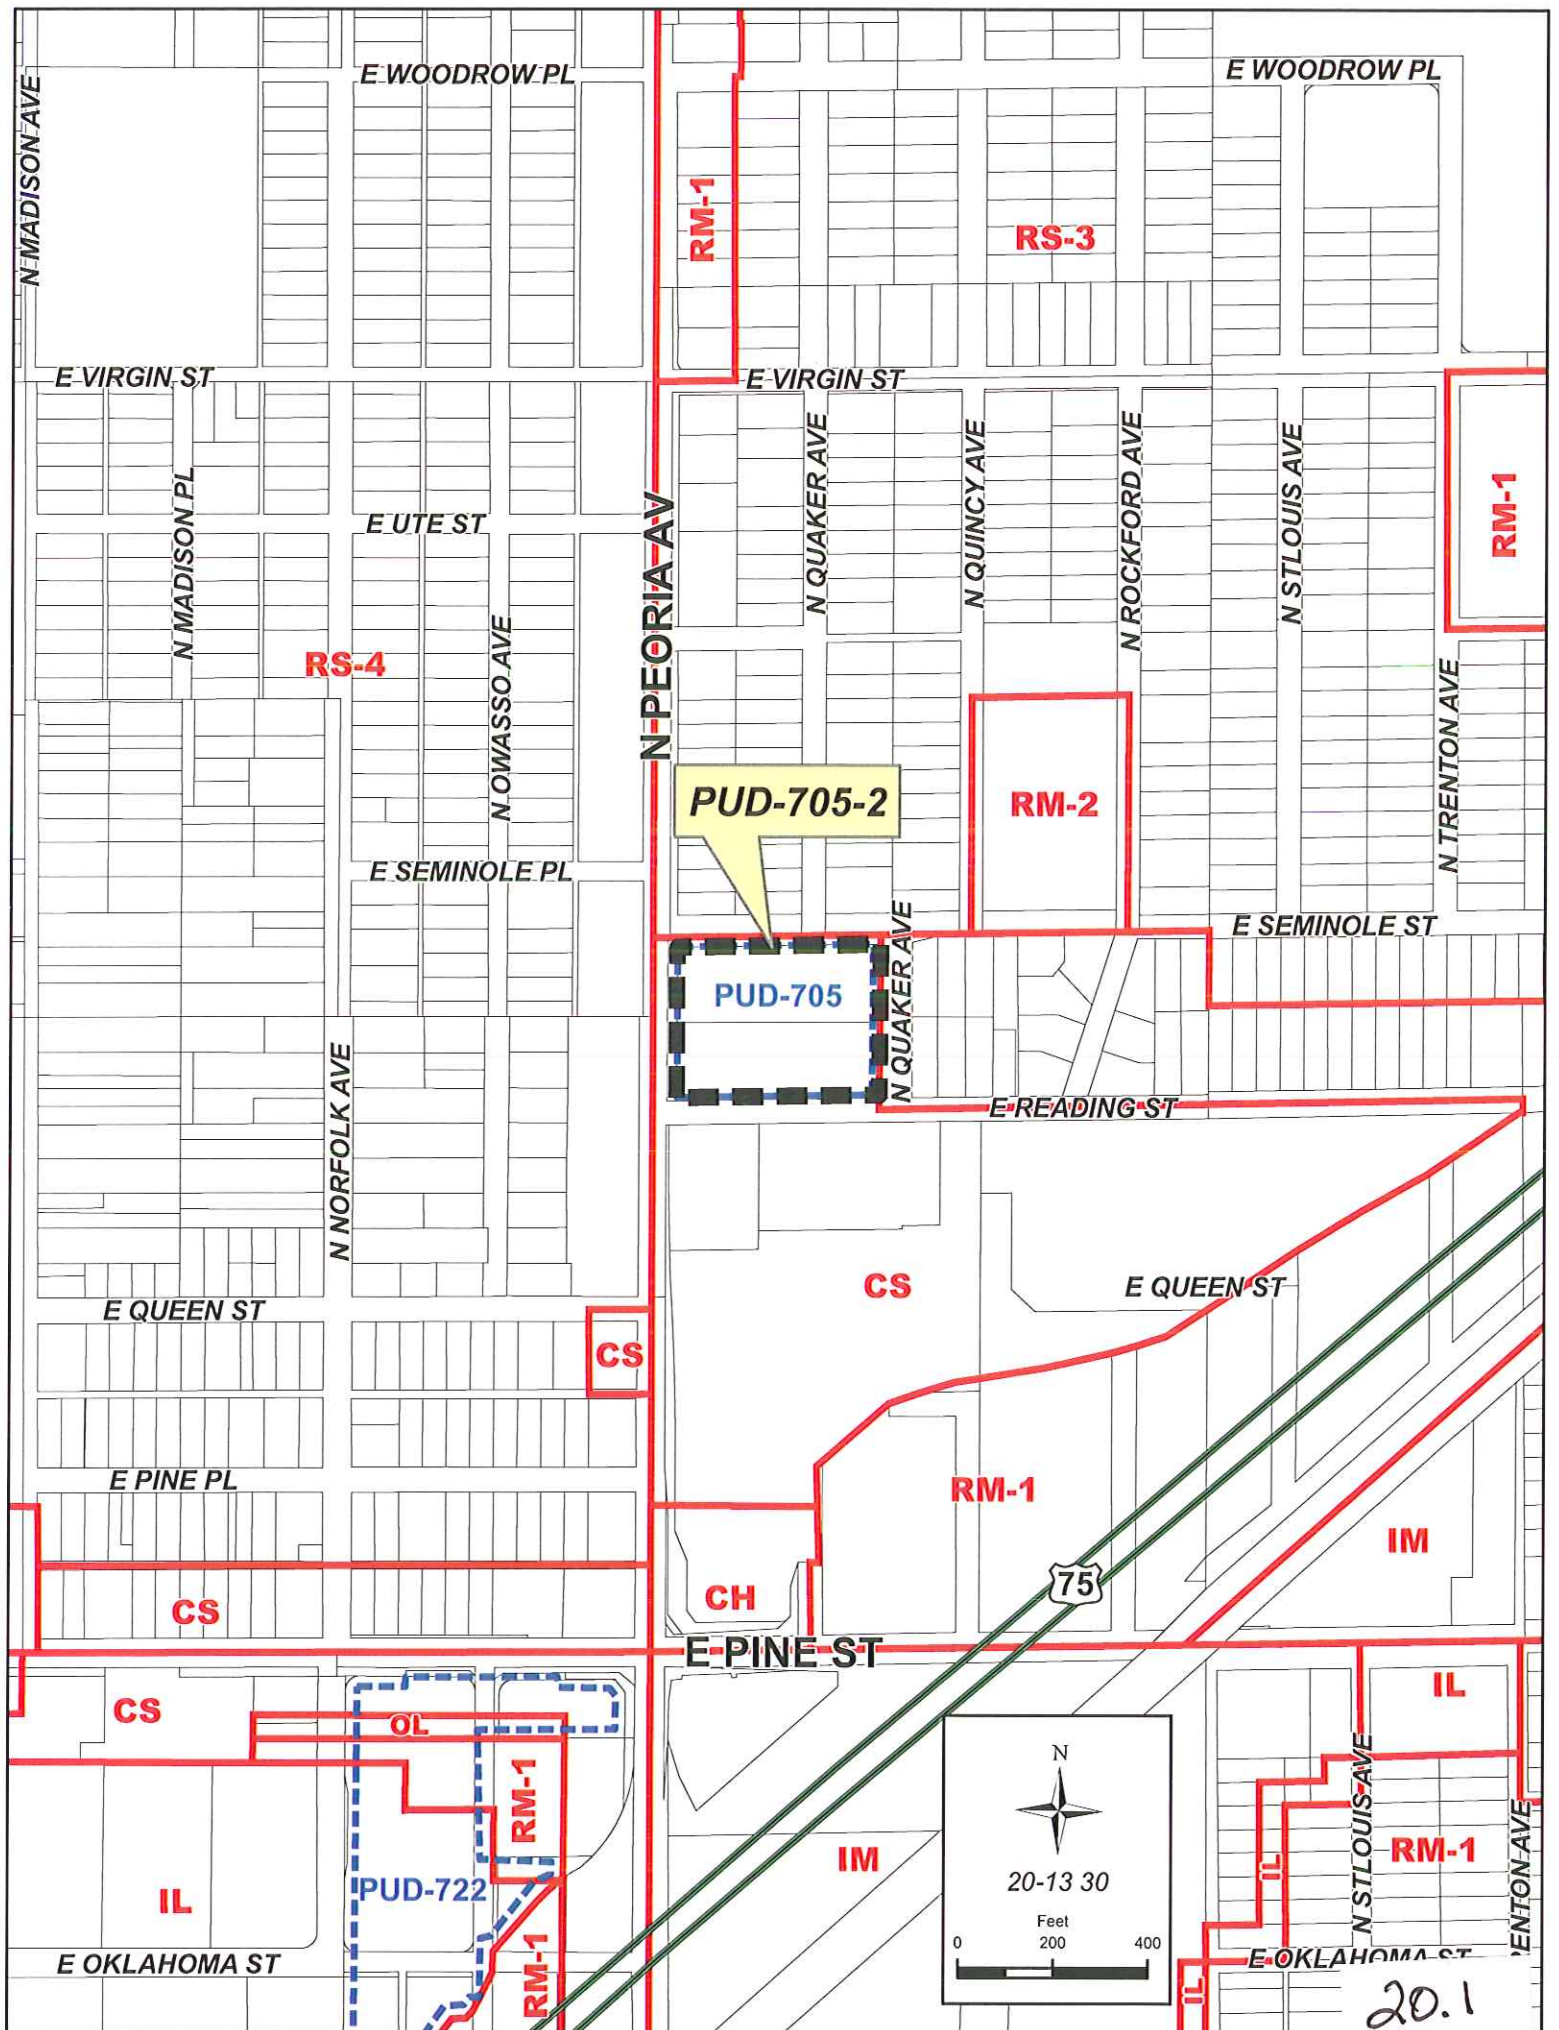 E WOODROW PL
E WOODROW PL
N MADISON AVE
RM-1
RS-3
E VIRGIN ST
E VIRGIN ST
N MADISON PL
E UTE ST
N PEORIA AV
N QUAKER AVE
N QUINCY AVE
N ROCKFORD AVE
N STLOUIS AVE
RM-1
RS-4
N OWASSO AVE
N TRENTON AVE
PUD-705-2
RM-2
E SEMINOLE PL
E SEMINOLE ST
N QUAKER AVE
PUD-705
N NORFOLK AVE
E READING ST
CS
E QUEEN ST
E QUEEN ST
CS
E PINE PL
RM-1
IM
75
CH
CS
E PINE ST
CS
OL
IL
RM-1
N STLOUIS AVE
PUD-722
IL
IM
RM-1
IL
ENTON AVE
N
20-13 30
Feet
0 200 400
E OKLAHOMA ST
RM-1
E OKLAHOMA ST
IL
20.1